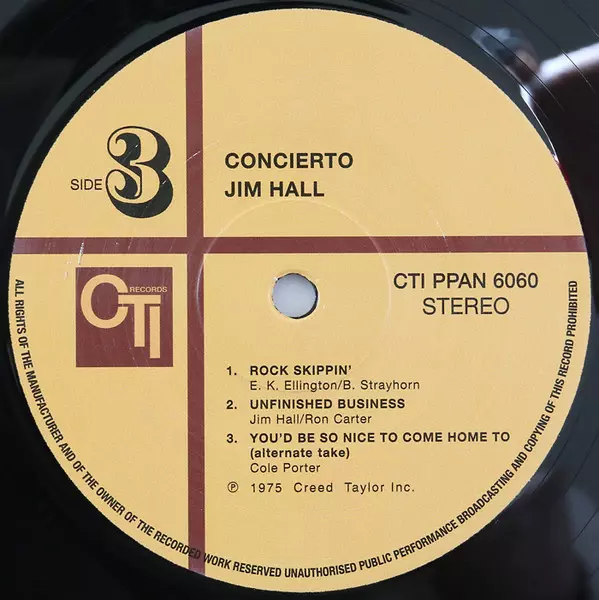 SIDE 3
CONCIERTO
JIM HALL
CTI RECORDS
CTI PPAN 6060
STEREO
1. ROCK SKIPPIN'
E. K. Ellington/B. Strayhorn
2. UNFINISHED BUSINESS
Jim Hall/Ron Carter
3. YOU'D BE SO NICE TO COME HOME TO
(alternate take)
Cole Porter
℗ 1975 Creed Taylor Inc.
ALL RIGHTS OF THE MANUFACTURER AND OF THE OWNER OF THE RECORDED WORK RESERVED UNAUTHORISED PUBLIC PERFORMANCE BROADCASTING AND COPYING OF THIS RECORD PROHIBITED